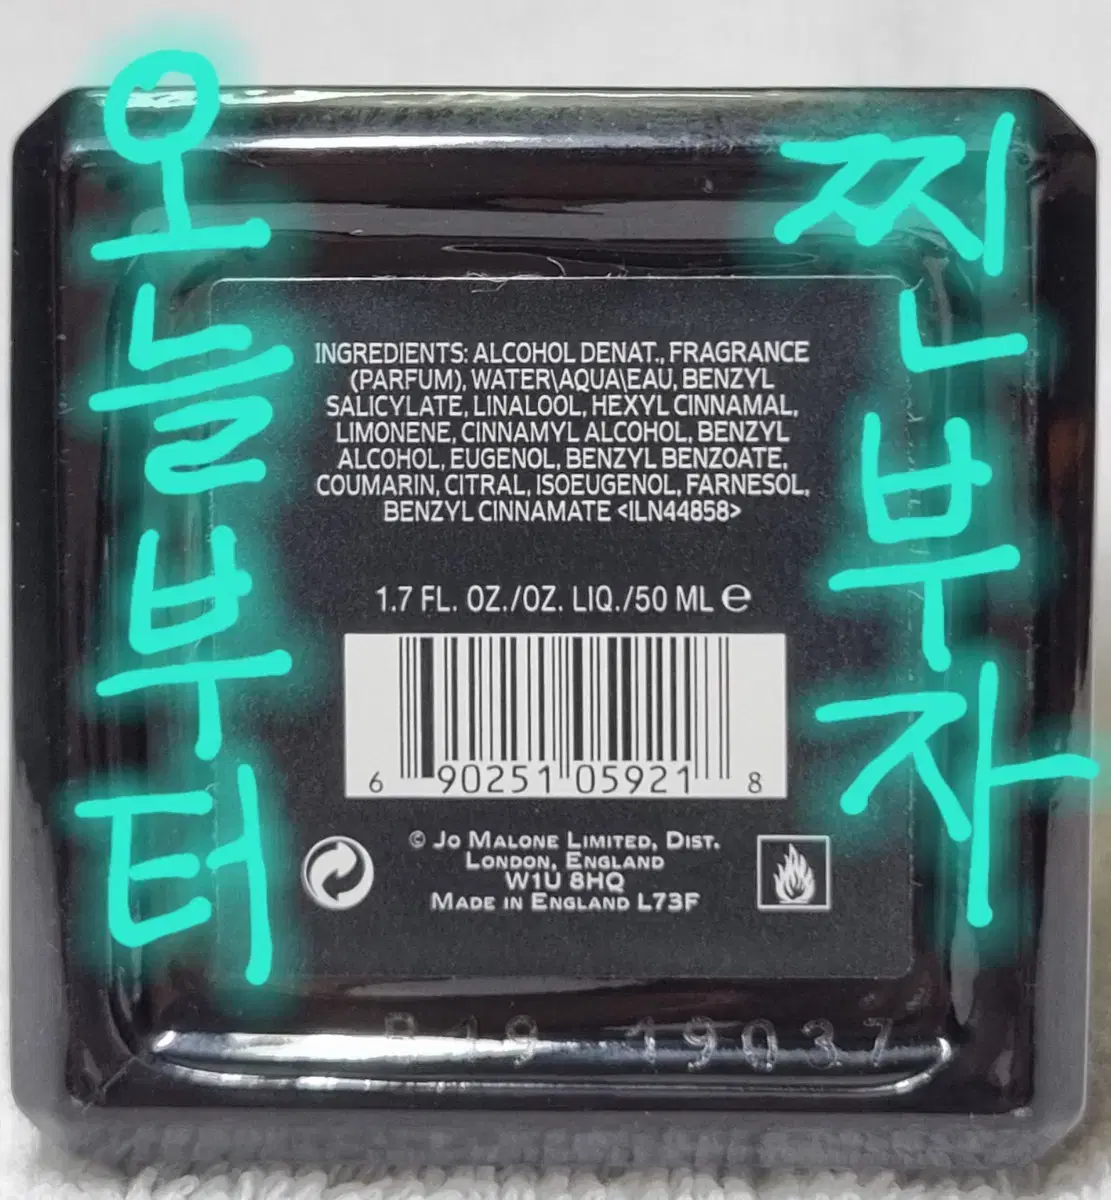 오늘부터
찐부자
INGREDIENTS: ALCOHOL DENAT., FRAGRANCE
(PARFUM), WATER\AQUA\EAU, BENZYL
SALICYLATE, LINALOOL, HEXYL CINNAMAL,
LIMONENE, CINNAMYL ALCOHOL, BENZYL
ALCOHOL, EUGENOL, BENZYL BENZOATE,
COUMARIN, CITRAL, ISOEUGENOL, FARNESOL,
BENZYL CINNAMATE <ILN44858>
1.7 FL. OZ./OZ. LIQ./50 ML ℮
6 90251 05921 8
© JO MALONE LIMITED, DIST.
LONDON, ENGLAND
W1U 8HQ
MADE IN ENGLAND L73F
19 19037